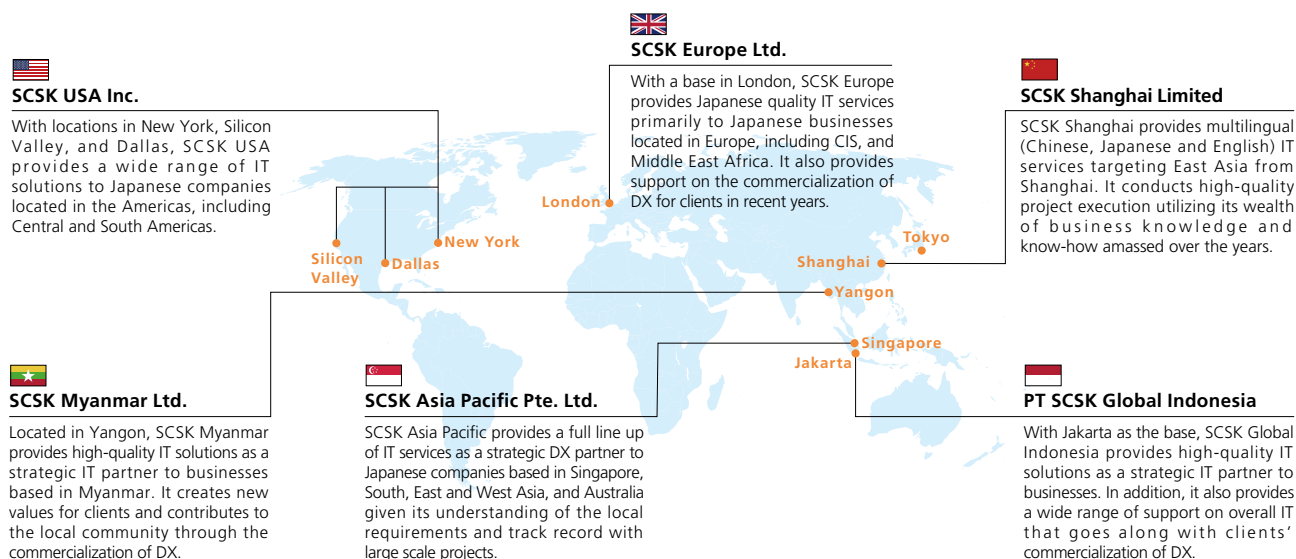 SCSK USA Inc.
With locations in New York, Silicon
Valley, and Dallas, SCSK USA
provides a wide range of IT
solutions to Japanese companies
located in the Americas, including
Central and South Americas.
SCSK Europe Ltd.
With a base in London, SCSK Europe
provides Japanese quality IT services
primarily to Japanese businesses
located in Europe, including CIS, and
Middle East Africa. It also provides
support on the commercialization of
DX for clients in recent years.
SCSK Shanghai Limited
SCSK Shanghai provides multilingual
(Chinese, Japanese and English) IT
services targeting East Asia from
Shanghai. It conducts high-quality
project execution utilizing its wealth
of business knowledge and
know-how amassed over the years.
London
New York
Silicon
Valley
Dallas
Tokyo
Shanghai
Yangon
Singapore
Jakarta
SCSK Myanmar Ltd.
Located in Yangon, SCSK Myanmar
provides high-quality IT solutions as a
strategic IT partner to businesses
based in Myanmar. It creates new
values for clients and contributes to
the local community through the
commercialization of DX.
SCSK Asia Pacific Pte. Ltd.
SCSK Asia Pacific provides a full line up
of IT services as a strategic DX partner to
Japanese companies based in Singapore,
South, East and West Asia, and Australia
given its understanding of the local
requirements and track record with
large scale projects.
PT SCSK Global Indonesia
With Jakarta as the base, SCSK Global
Indonesia provides high-quality IT
solutions as a strategic IT partner to
businesses. In addition, it also provides
a wide range of support on overall IT
that goes along with clients'
commercialization of DX.